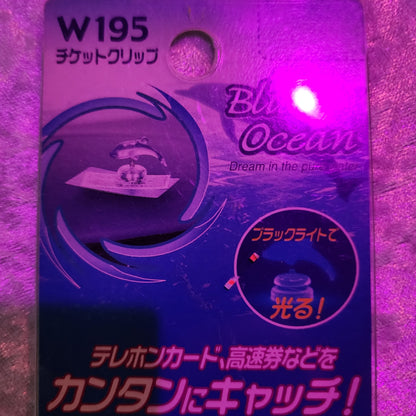 W195
チケットクリップ
Blue
Ocean
Dream in the pure water
ブラックライトで
光る!
テレホンカード、高速券などを
カンタンにキャッチ!